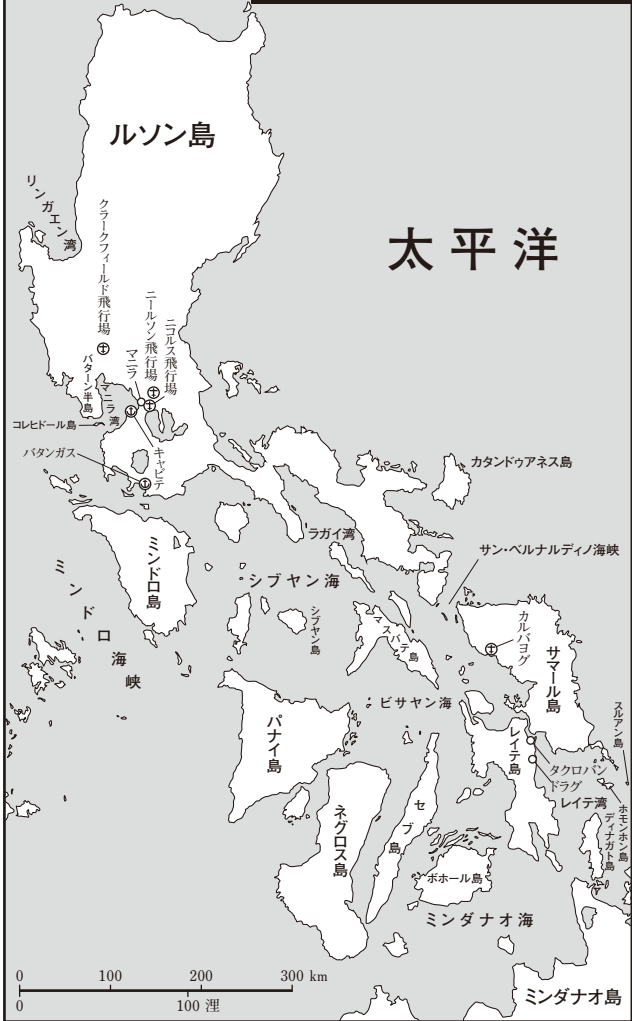 ルソン島
リンガエン湾
太平洋
クラークフィールド飛行場
ニールソン飛行場
ニコルス飛行場
マニラ
バターン半島
マニラ湾
コレヒドール島
バタンガス
キャビテ
カタンドゥアネス島
ラガイ湾
サン・ベルナルディノ海峡
ミンドロ島
シブヤン海
ミンドロ海峡
シブヤン島
マスバテ島
カルバヨグ
サマール島
ビサヤン海
スルアン島
パナイ島
レイテ島
タクロバン
ドラグ
レイテ湾
ホモンホン島
ディナガト島
ネグロス島
セブ島
ボホール島
ミンダナオ海
ミンダナオ島
0 100 200 300 km
0 100 浬